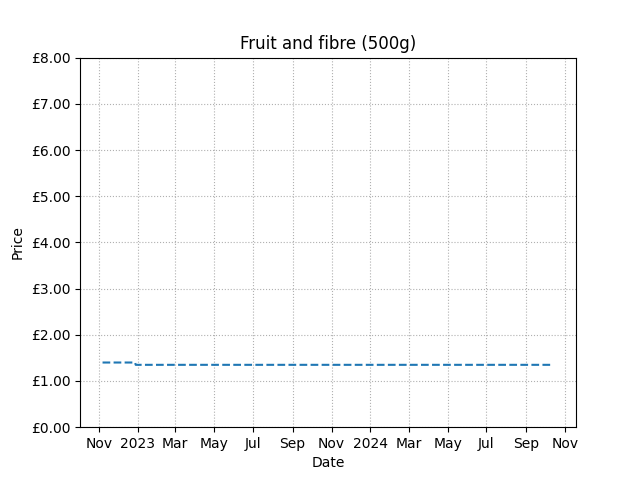 Fruit and fibre (500g)
£8.00
£7.00
£6.00
£5.00
£4.00
£3.00
£2.00
£1.00
£0.00
Price
Nov 2023 Mar May Jul Sep Nov 2024 Mar May Jul Sep Nov
Date